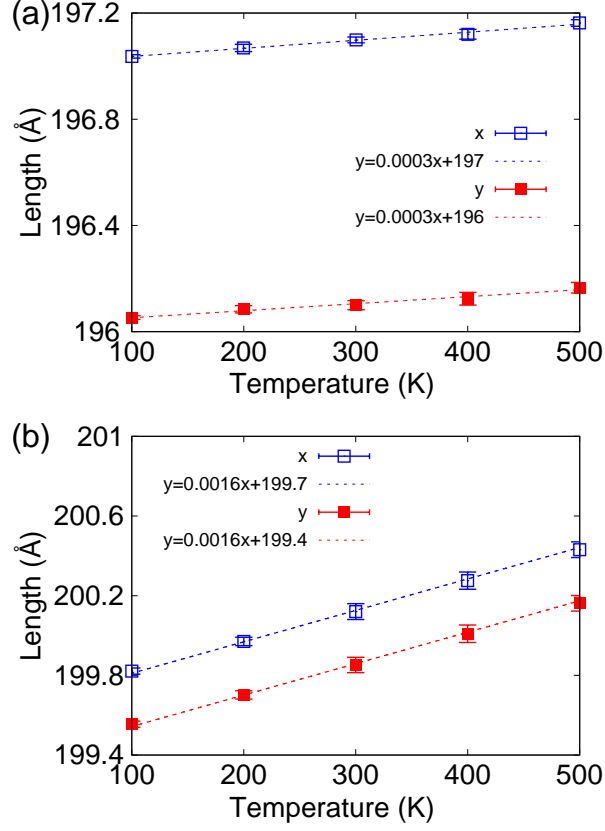 (a)
197.2
196.8
196.4
196
Length (Å)
x
y=0.0003x+197
y
y=0.0003x+196
100 200 300 400 500
Temperature (K)
(b)
201
200.6
200.2
199.8
199.4
Length (Å)
x
y=0.0016x+199.7
y
y=0.0016x+199.4
100 200 300 400 500
Temperature (K)